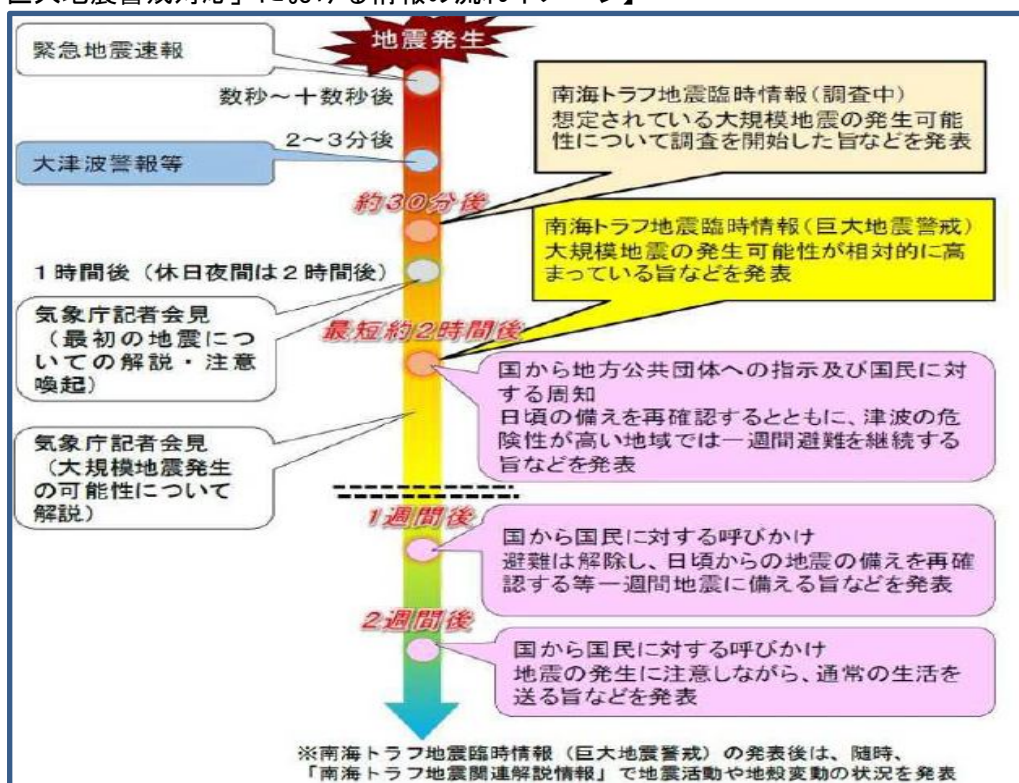 巨大地震警戒対応」における情報の流れイメージ】
地震発生
緊急地震速報
数秒～十数秒後
2～3分後
大津波警報等
南海トラフ地震臨時情報（調査中）
想定されている大規模地震の発生可能
性について調査を開始した旨などを発表
約30分後
南海トラフ地震臨時情報（巨大地震警戒）
大規模地震の発生可能性が相対的に高
まっている旨などを発表
1時間後（休日夜間は2時間後）
気象庁記者会見
（最初の地震につ
いての解説・注意
喚起）
最短約2時間後
国から地方公共団体への指示及び国民に対
する周知
日頃の備えを再確認するとともに、津波の危
険性が高い地域では一週間避難を継続する
旨などを発表
気象庁記者会見
（大規模地震発生
の可能性について
解説）
1週間後
国から国民に対する呼びかけ
避難は解除し、日頃からの地震の備えを再確
認する等一週間地震に備える旨などを発表
2週間後
国から国民に対する呼びかけ
地震の発生に注意しながら、通常の生活を
送る旨などを発表
※南海トラフ地震臨時情報（巨大地震警戒）の発表後は、随時、
「南海トラフ地震関連解説情報」で地震活動や地殻変動の状況を発表